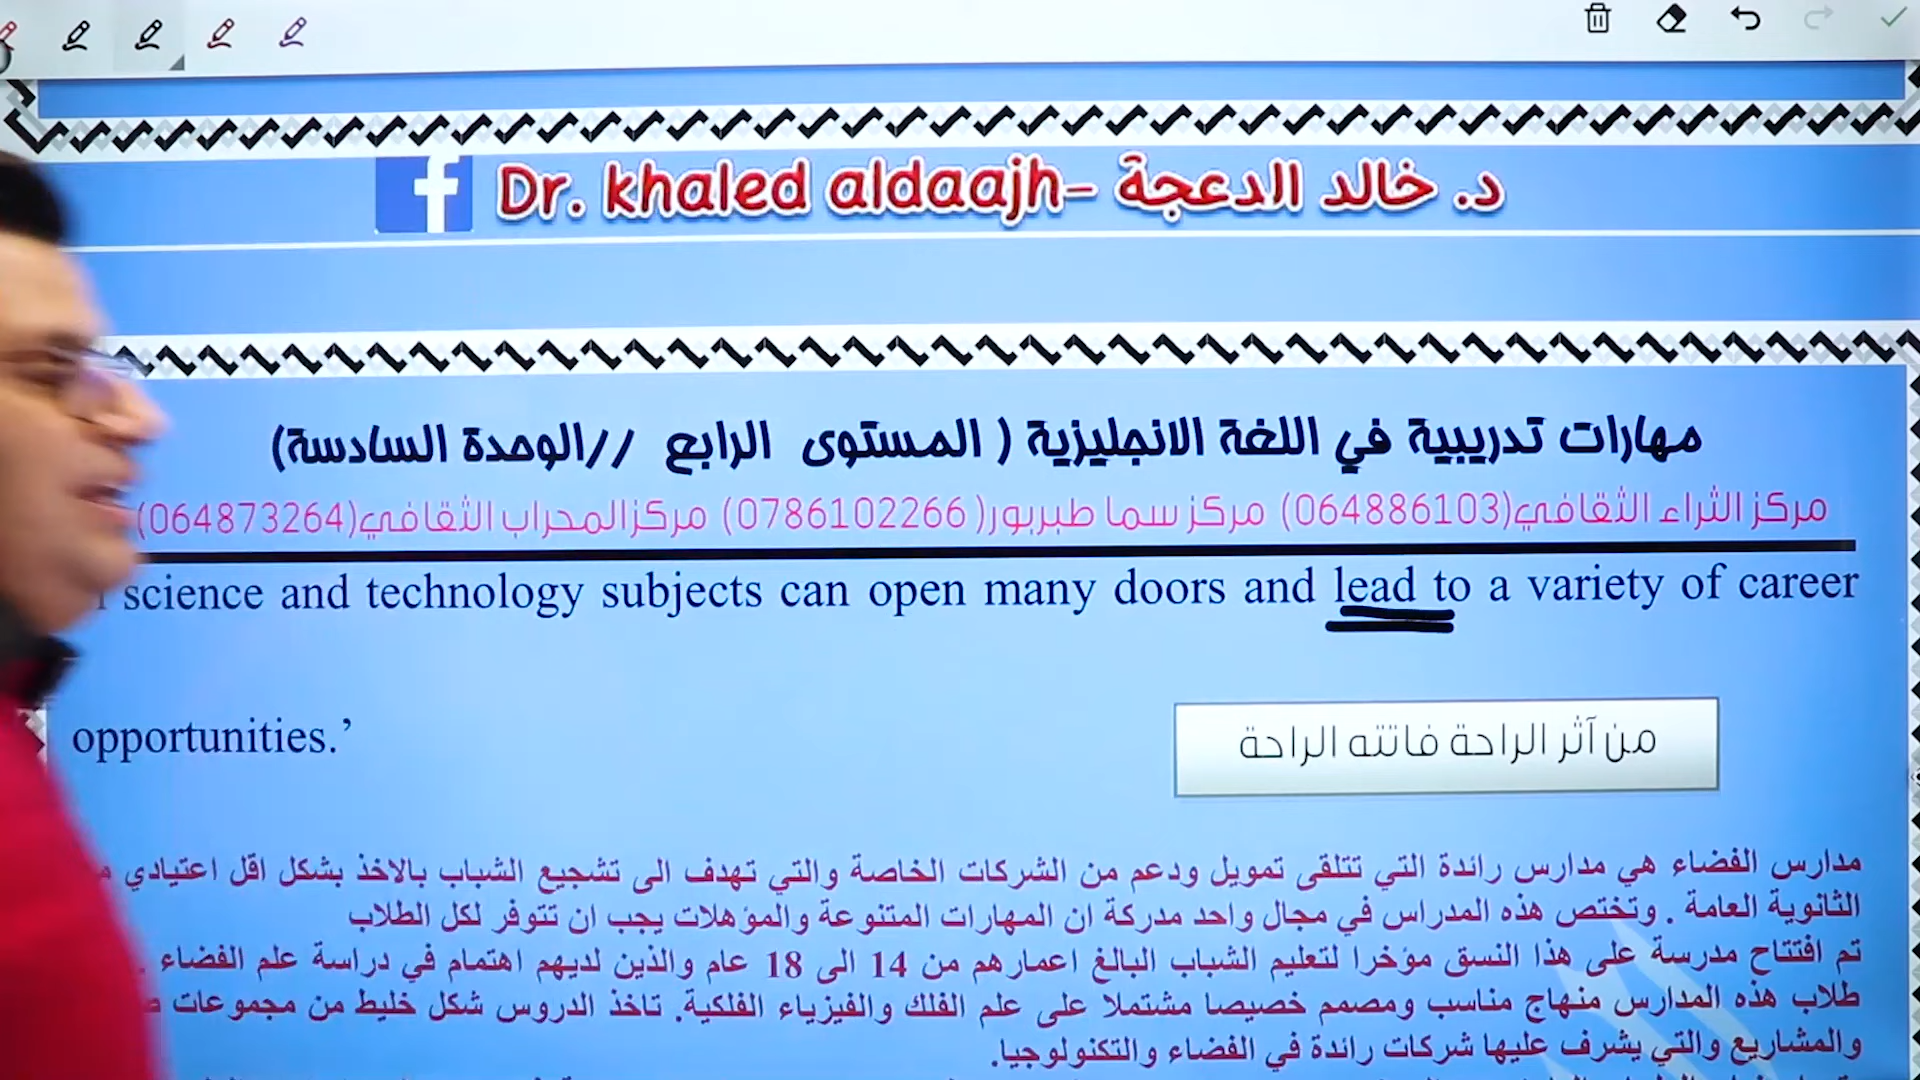 Dr. khaled aldaajh- د. خالد الدعجة
مهارات تدريبية في اللغة الانجليزية ( المستوى الرابع //الوحدة السادسة)
مركز الثراء الثقافي(064886103) مركز سما طبربور( 0786102266) مركز المحراب الثقافي(064873264)
science and technology subjects can open many doors and lead to a variety of career
opportunities.’
من آثر الراحة فاتته الراحة
مدارس الفضاء هي مدارس رائدة التي تتلقى تمويل ودعم من الشركات الخاصة والتي تهدف الى تشجيع الشباب بالاخذ بشكل اقل اعتيادي
الثانوية العامة . وتختص هذه المدراس في مجال واحد مدركة ان المهارات المتنوعة والمؤهلات يجب ان تتوفر لكل الطلاب
تم افتتاح مدرسة على هذا النسق مؤخرا لتعليم الشباب البالغ اعمارهم من 14 الى 18 عام والذين لديهم اهتمام في دراسة علم الفضاء .
طلاب هذه المدارس منهاج مناسب ومصمم خصيصا مشتملا على علم الفلك والفيزياء الفلكية. تاخذ الدروس شكل خليط من مجموعات
والمشاريع والتي يشرف عليها شركات رائدة في الفضاء والتكنولوجيا.